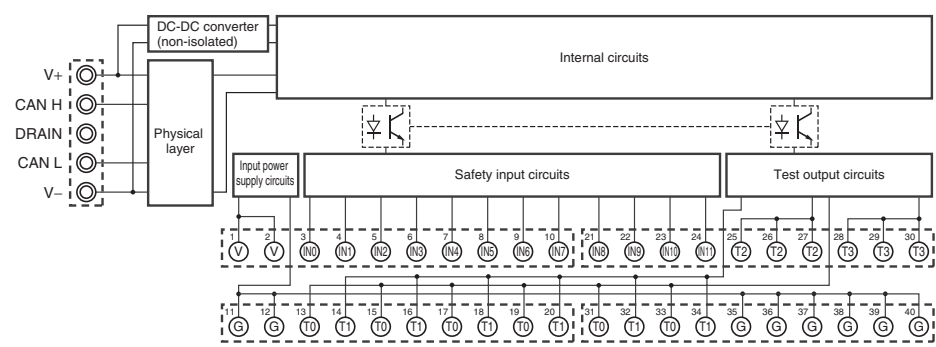 DC-DC converter
(non-isolated)
Internal circuits
V+
CAN H
DRAIN
CAN L
V−
Physical
layer
Input power
supply circuits
Safety input circuits
Test output circuits
1 2 3 4 5 6 7 8 9 10 21 22 23 24 25 26 27 28 29 30
V V IN0 IN1 IN2 IN3 IN4 IN5 IN6 IN7 IN8 IN9 IN10 IN11 T2 T2 T2 T3 T3 T3
11 12 13 14 15 16 17 18 19 20 31 32 33 34 35 36 37 38 39 40
G G T0 T1 T0 T1 T0 T1 T0 T1 T0 T1 T0 T1 G G G G G G